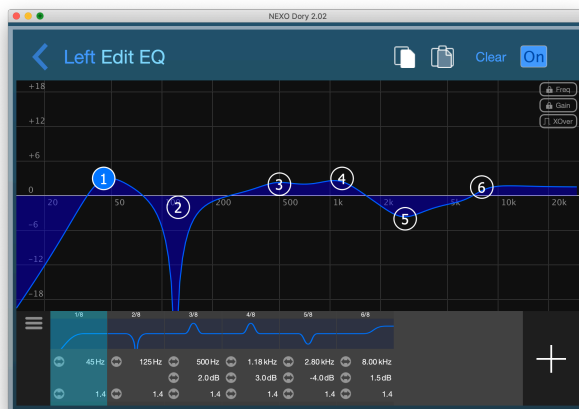 NEXO Dory 2.02
Left Edit EQ Clear On
+18 Freq
Gain
+12 XOver
+6
1 3 4 6
0 2
20 50 200 500 1k 2k 5k 10k 20k
5
-6
-12
-18
1/8 2/8 3/8 4/8 5/8 6/8
45 Hz 125 Hz 500 Hz 1.18 kHz 2.80 kHz 8.00 kHz
2.0 dB 3.0 dB -4.0 dB 1.5 dB
1.4 1.4 1.4 1.4 1.4